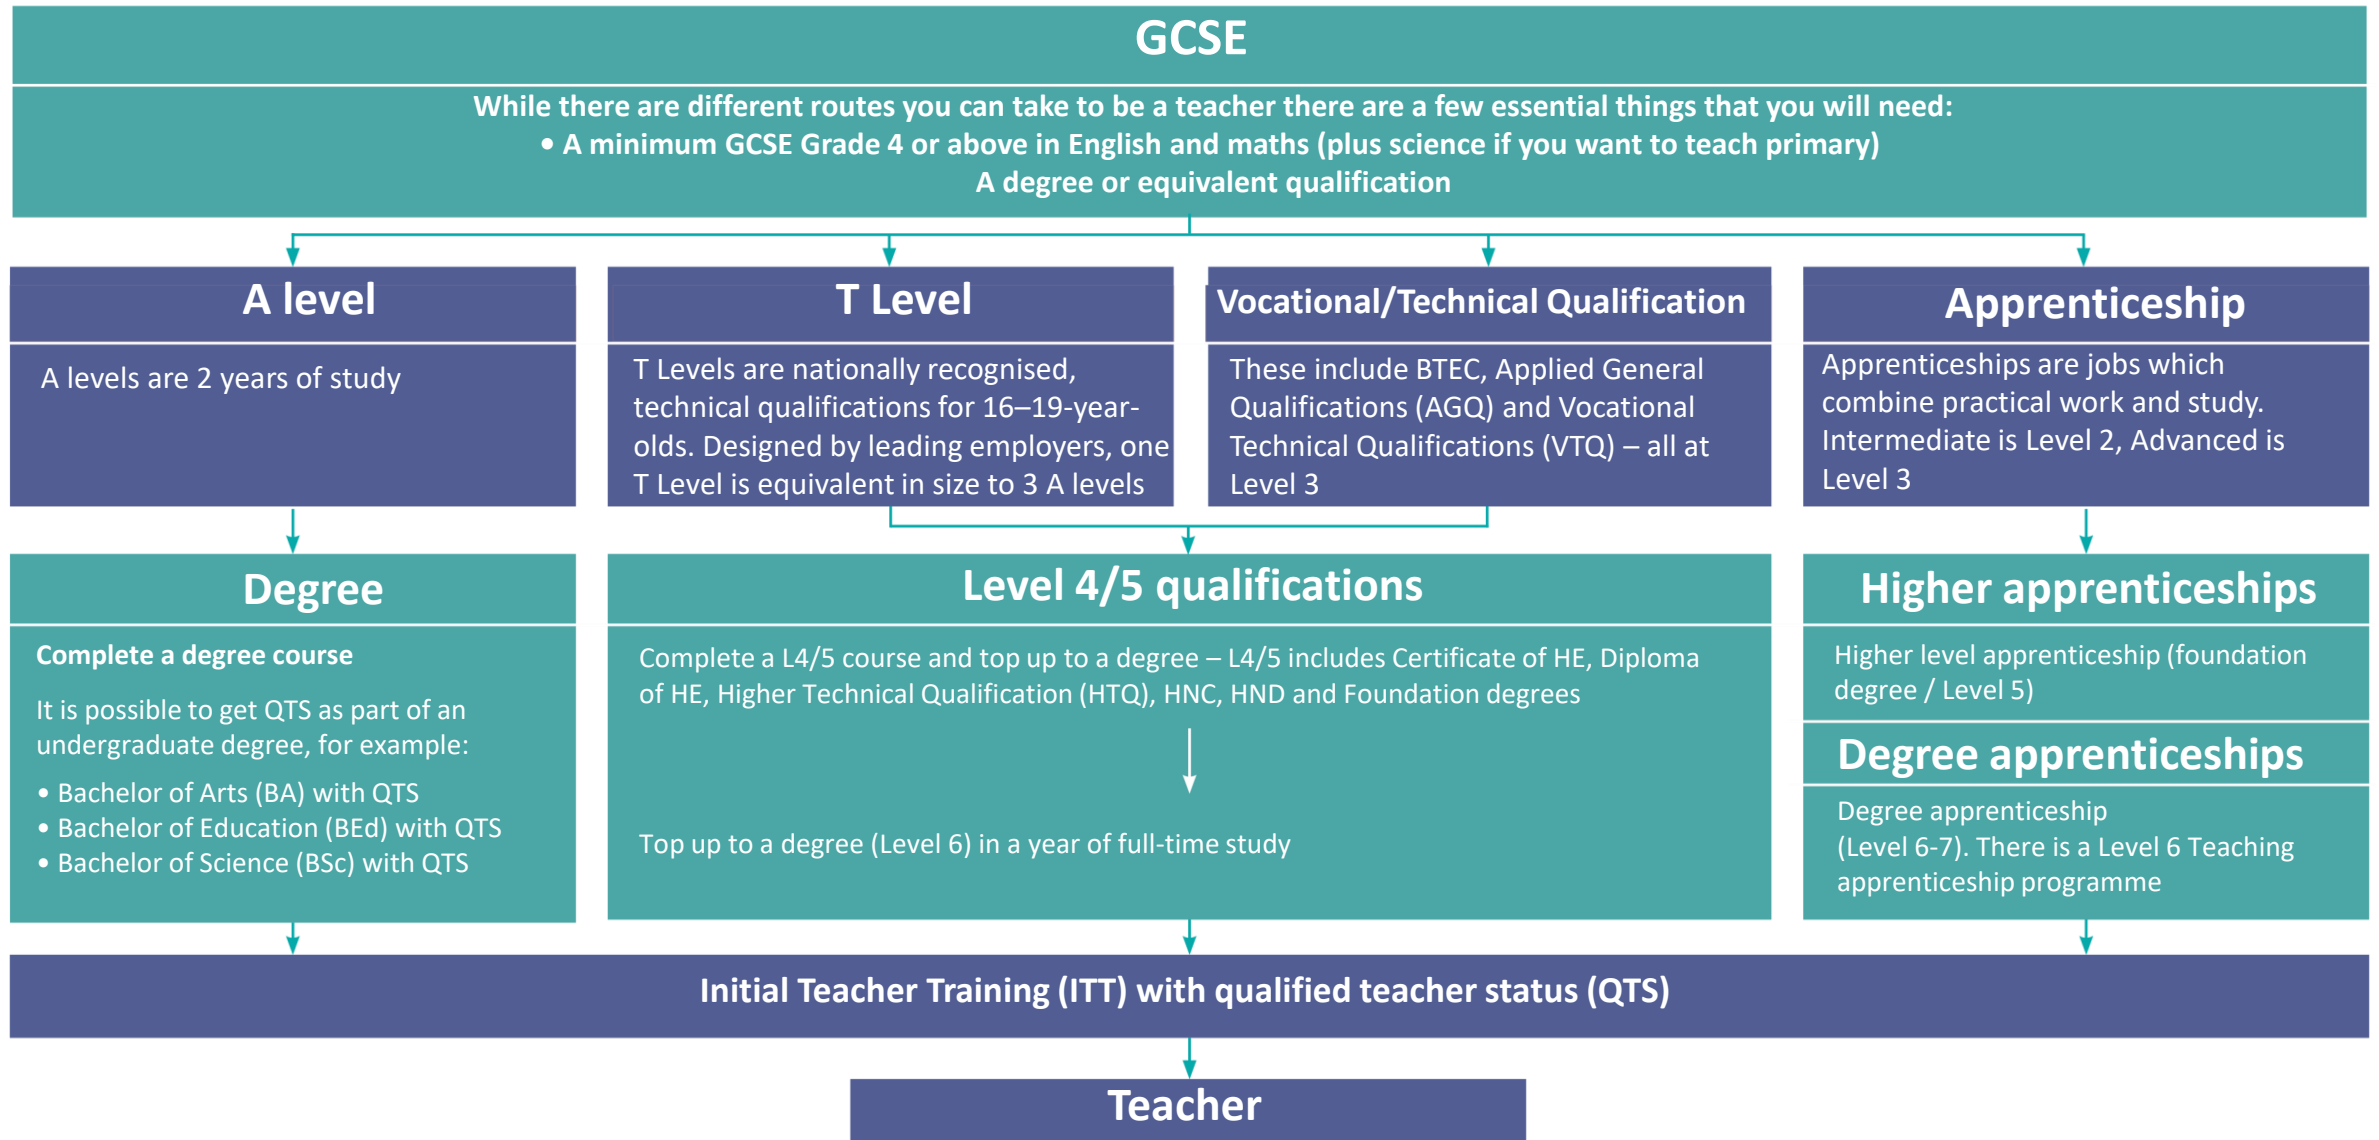 GCSE
While there are different routes you can take to be a teacher there are a few essential things that you will need:
• A minimum GCSE Grade 4 or above in English and maths (plus science if you want to teach primary)
A degree or equivalent qualification
A level
A levels are 2 years of study
T Level
T Levels are nationally recognised,
technical qualifications for 16–19-year-
olds. Designed by leading employers, one
T Level is equivalent in size to 3 A levels
Vocational/Technical Qualification
These include BTEC, Applied General
Qualifications (AGQ) and Vocational
Technical Qualifications (VTQ) – all at
Level 3
Apprenticeship
Apprenticeships are jobs which
combine practical work and study.
Intermediate is Level 2, Advanced is
Level 3
Degree
Complete a degree course
It is possible to get QTS as part of an
undergraduate degree, for example:
• Bachelor of Arts (BA) with QTS
• Bachelor of Education (BEd) with QTS
• Bachelor of Science (BSc) with QTS
Level 4/5 qualifications
Complete a L4/5 course and top up to a degree – L4/5 includes Certificate of HE, Diploma
of HE, Higher Technical Qualification (HTQ), HNC, HND and Foundation degrees
Top up to a degree (Level 6) in a year of full-time study
Higher apprenticeships
Higher level apprenticeship (foundation
degree / Level 5)
Degree apprenticeships
Degree apprenticeship
(Level 6-7). There is a Level 6 Teaching
apprenticeship programme
Initial Teacher Training (ITT) with qualified teacher status (QTS)
Teacher